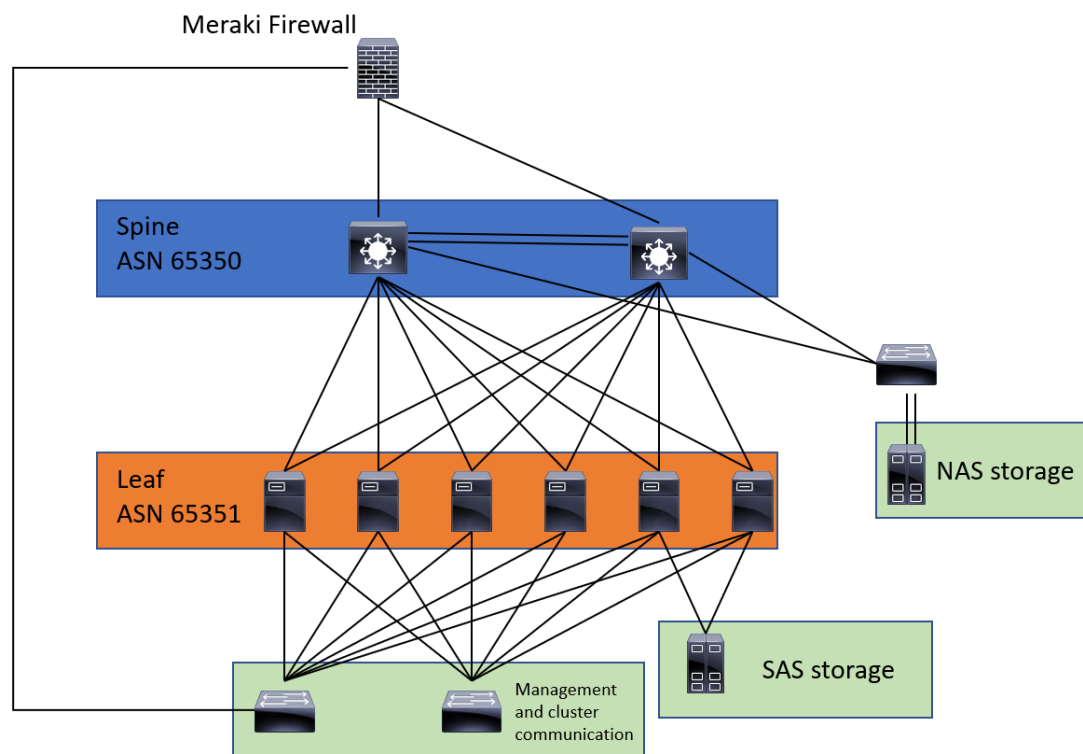 Meraki Firewall
Spine
ASN 65350
Leaf
ASN 65351
NAS storage
SAS storage
Management
and cluster
communication